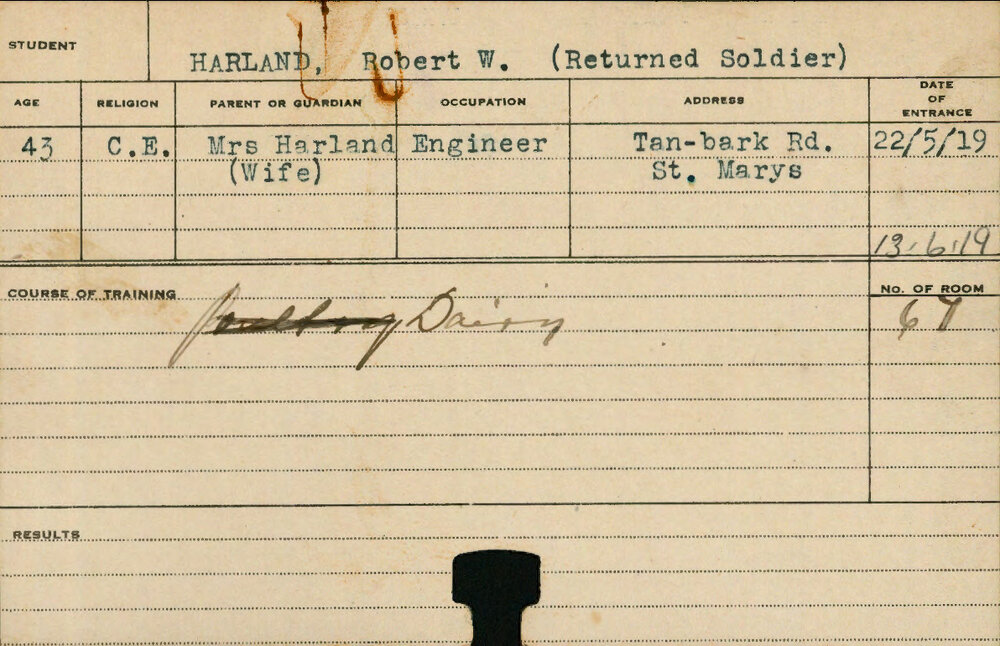 STUDENT
HARLAND, Robert W. (Returned Soldier)
AGE RELIGION PARENT OR GUARDIAN OCCUPATION ADDRESS DATE OF ENTRANCE
43 C.E. Mrs Harland Engineer Tan-bark Rd. 22/5/19
(Wife) St. Marys
13.6.19
COURSE OF TRAINING No. OF ROOM
Poultry Dairy 67
RESULTS